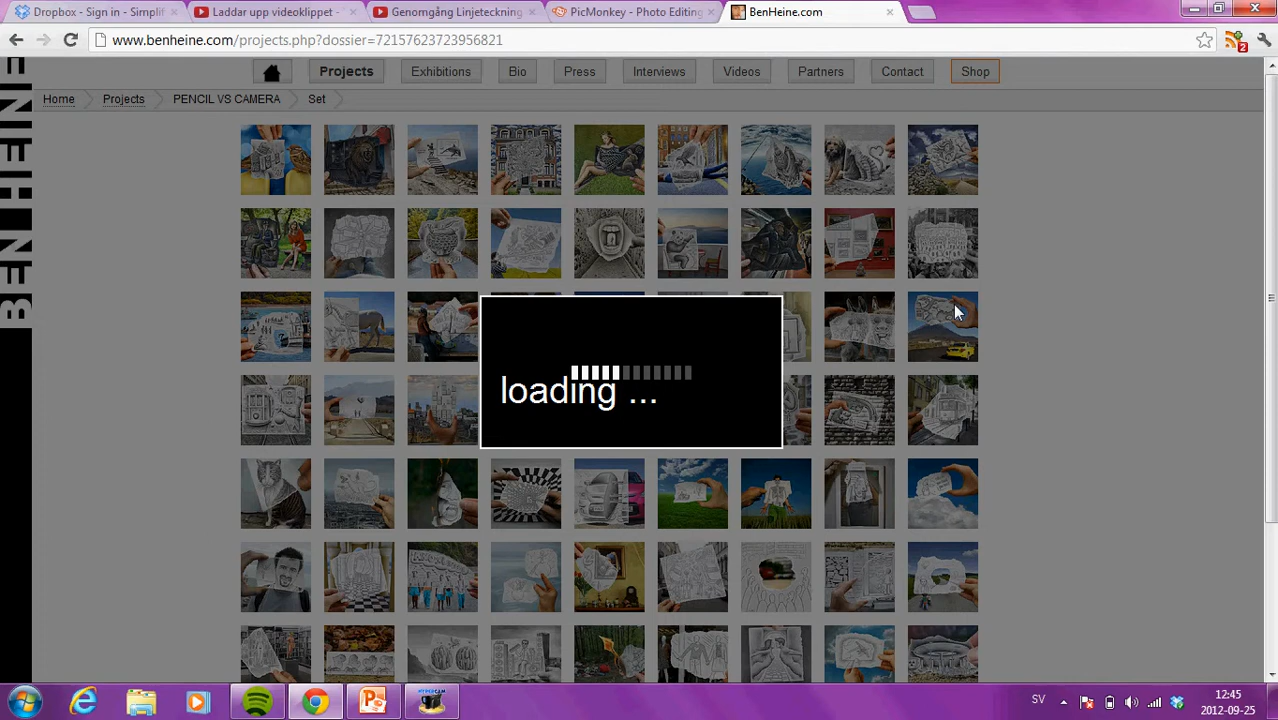 Dropbox - Sign in - Simplif
Laddar upp videoklippet -
Genomgång Linjeteckning
PicMonkey - Photo Editing
BenHeine.com
www.benheine.com/projects.php?dossier=72157623723956821
2
BEN HEINE
Projects
Exhibitions
Bio
Press
Interviews
Videos
Partners
Contact
Shop
Home
Projects
PENCIL VS CAMERA
Set
loading ...
HYPERCAM
SV
12:45
2012-09-25